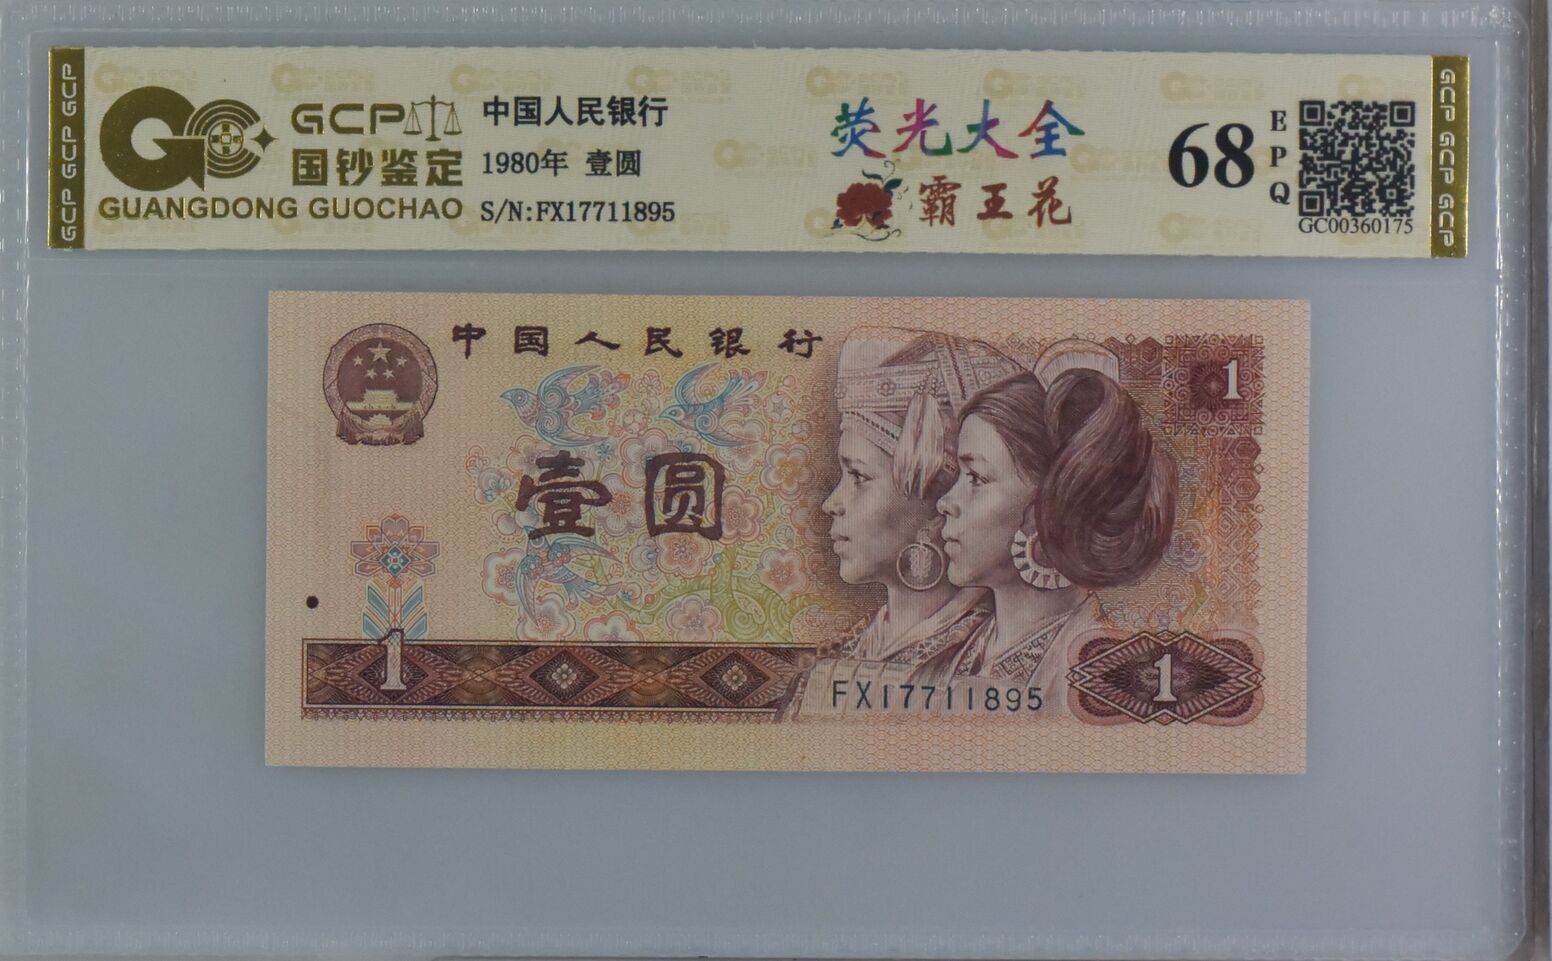 GCP GCP GCP
GCP
国钞鉴定
GUANGDONG GUOCHAO
中国人民银行
1980年 壹圆
S/N:FX17711895
荧光大全
霸王花
68
EPQ
GC00360175
GCP GCP GCP
中国人民银行
1
壹圆
1
FX17711895
1